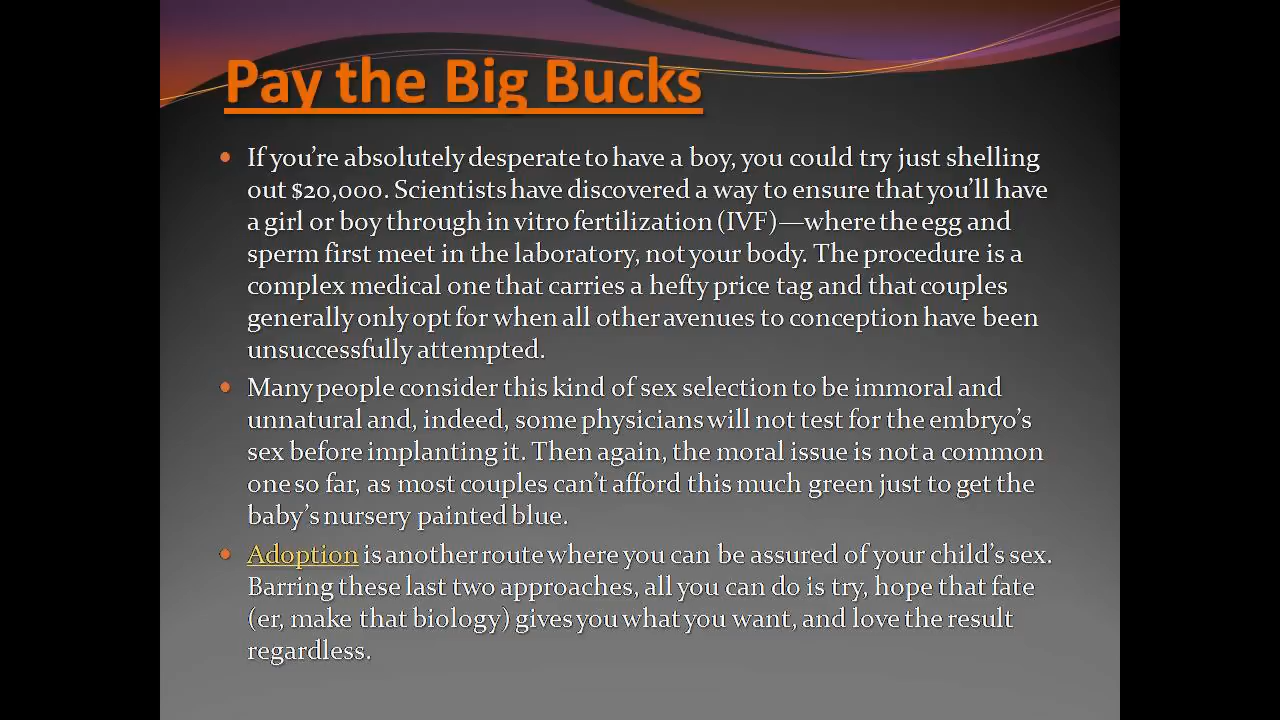 Pay the Big Bucks
• If you're absolutely desperate to have a boy, you could try just shelling
out $20,000. Scientists have discovered a way to ensure that you'll have
a girl or boy through in vitro fertilization (IVF)—where the egg and
sperm first meet in the laboratory, not your body. The procedure is a
complex medical one that carries a hefty price tag and that couples
generally only opt for when all other avenues to conception have been
unsuccessfully attempted.
• Many people consider this kind of sex selection to be immoral and
unnatural and, indeed, some physicians will not test for the embryo's
sex before implanting it. Then again, the moral issue is not a common
one so far, as most couples can't afford this much green just to get the
baby's nursery painted blue.
• Adoption is another route where you can be assured of your child's sex.
Barring these last two approaches, all you can do is try, hope that fate
(er, make that biology) gives you what you want, and love the result
regardless.